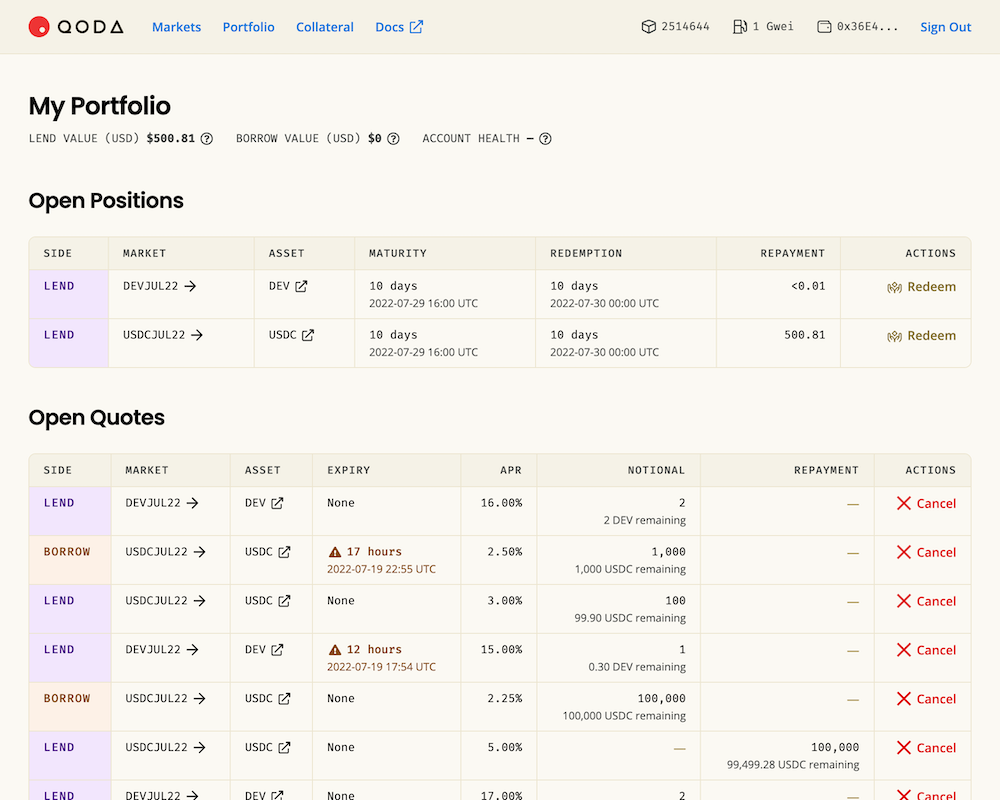 QODA Markets Portfolio Collateral Docs 2514644 1 Gwei 0x36E4... Sign Out
My Portfolio
LEND VALUE (USD) $500.81 BORROW VALUE (USD) $0 ACCOUNT HEALTH –
Open Positions
SIDE MARKET ASSET MATURITY REDEMPTION REPAYMENT ACTIONS
LEND DEVJUL22 → DEV 10 days 10 days <0.01 Redeem
2022-07-29 16:00 UTC 2022-07-30 00:00 UTC
LEND USDCJUL22 → USDC 10 days 10 days 500.81 Redeem
2022-07-29 16:00 UTC 2022-07-30 00:00 UTC
Open Quotes
SIDE MARKET ASSET EXPIRY APR NOTIONAL REPAYMENT ACTIONS
LEND DEVJUL22 → DEV None 16.00% 2 — Cancel
2 DEV remaining
BORROW USDCJUL22 → USDC 17 hours 2.50% 1,000 — Cancel
2022-07-19 22:55 UTC 1,000 USDC remaining
LEND USDCJUL22 → USDC None 3.00% 100 — Cancel
99.90 USDC remaining
LEND DEVJUL22 → DEV 12 hours 15.00% 1 — Cancel
2022-07-19 17:54 UTC 0.30 DEV remaining
BORROW USDCJUL22 → USDC None 2.25% 100,000 — Cancel
100,000 USDC remaining
LEND USDCJUL22 → USDC None 5.00% — 100,000 Cancel
99,499.28 USDC remaining
LEND DEVJUL22 → DEV None 17.00% 2 — Cancel